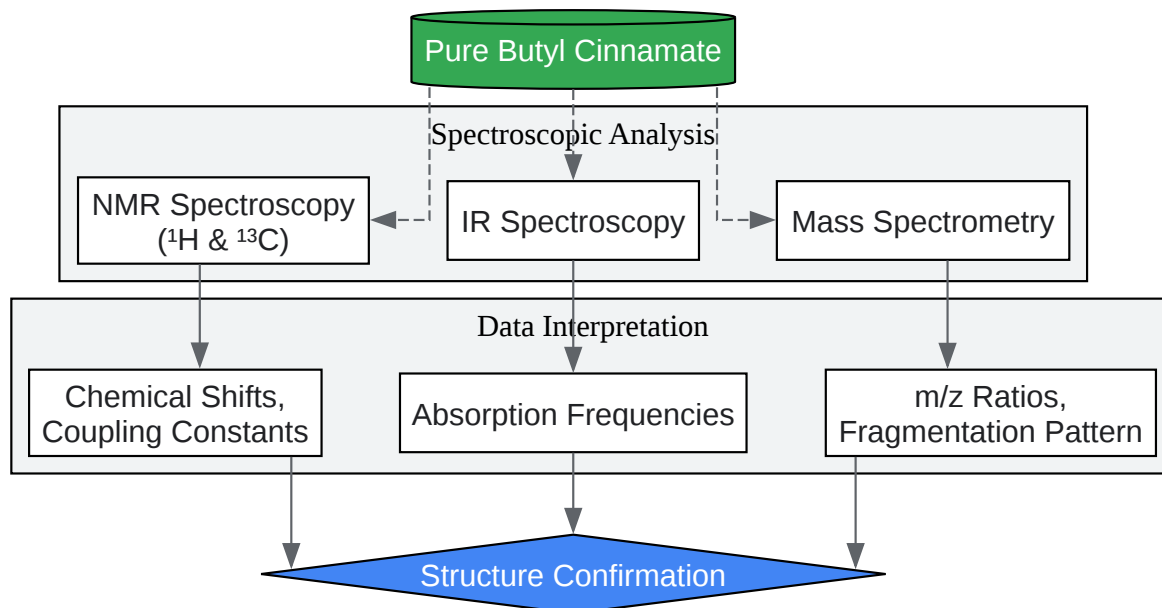 Pure Butyl Cinnamate
Spectroscopic Analysis
NMR Spectroscopy
(¹H & ¹³C)
IR Spectroscopy
Mass Spectrometry
Data Interpretation
Chemical Shifts,
Coupling Constants
Absorption Frequencies
m/z Ratios,
Fragmentation Pattern
Structure Confirmation